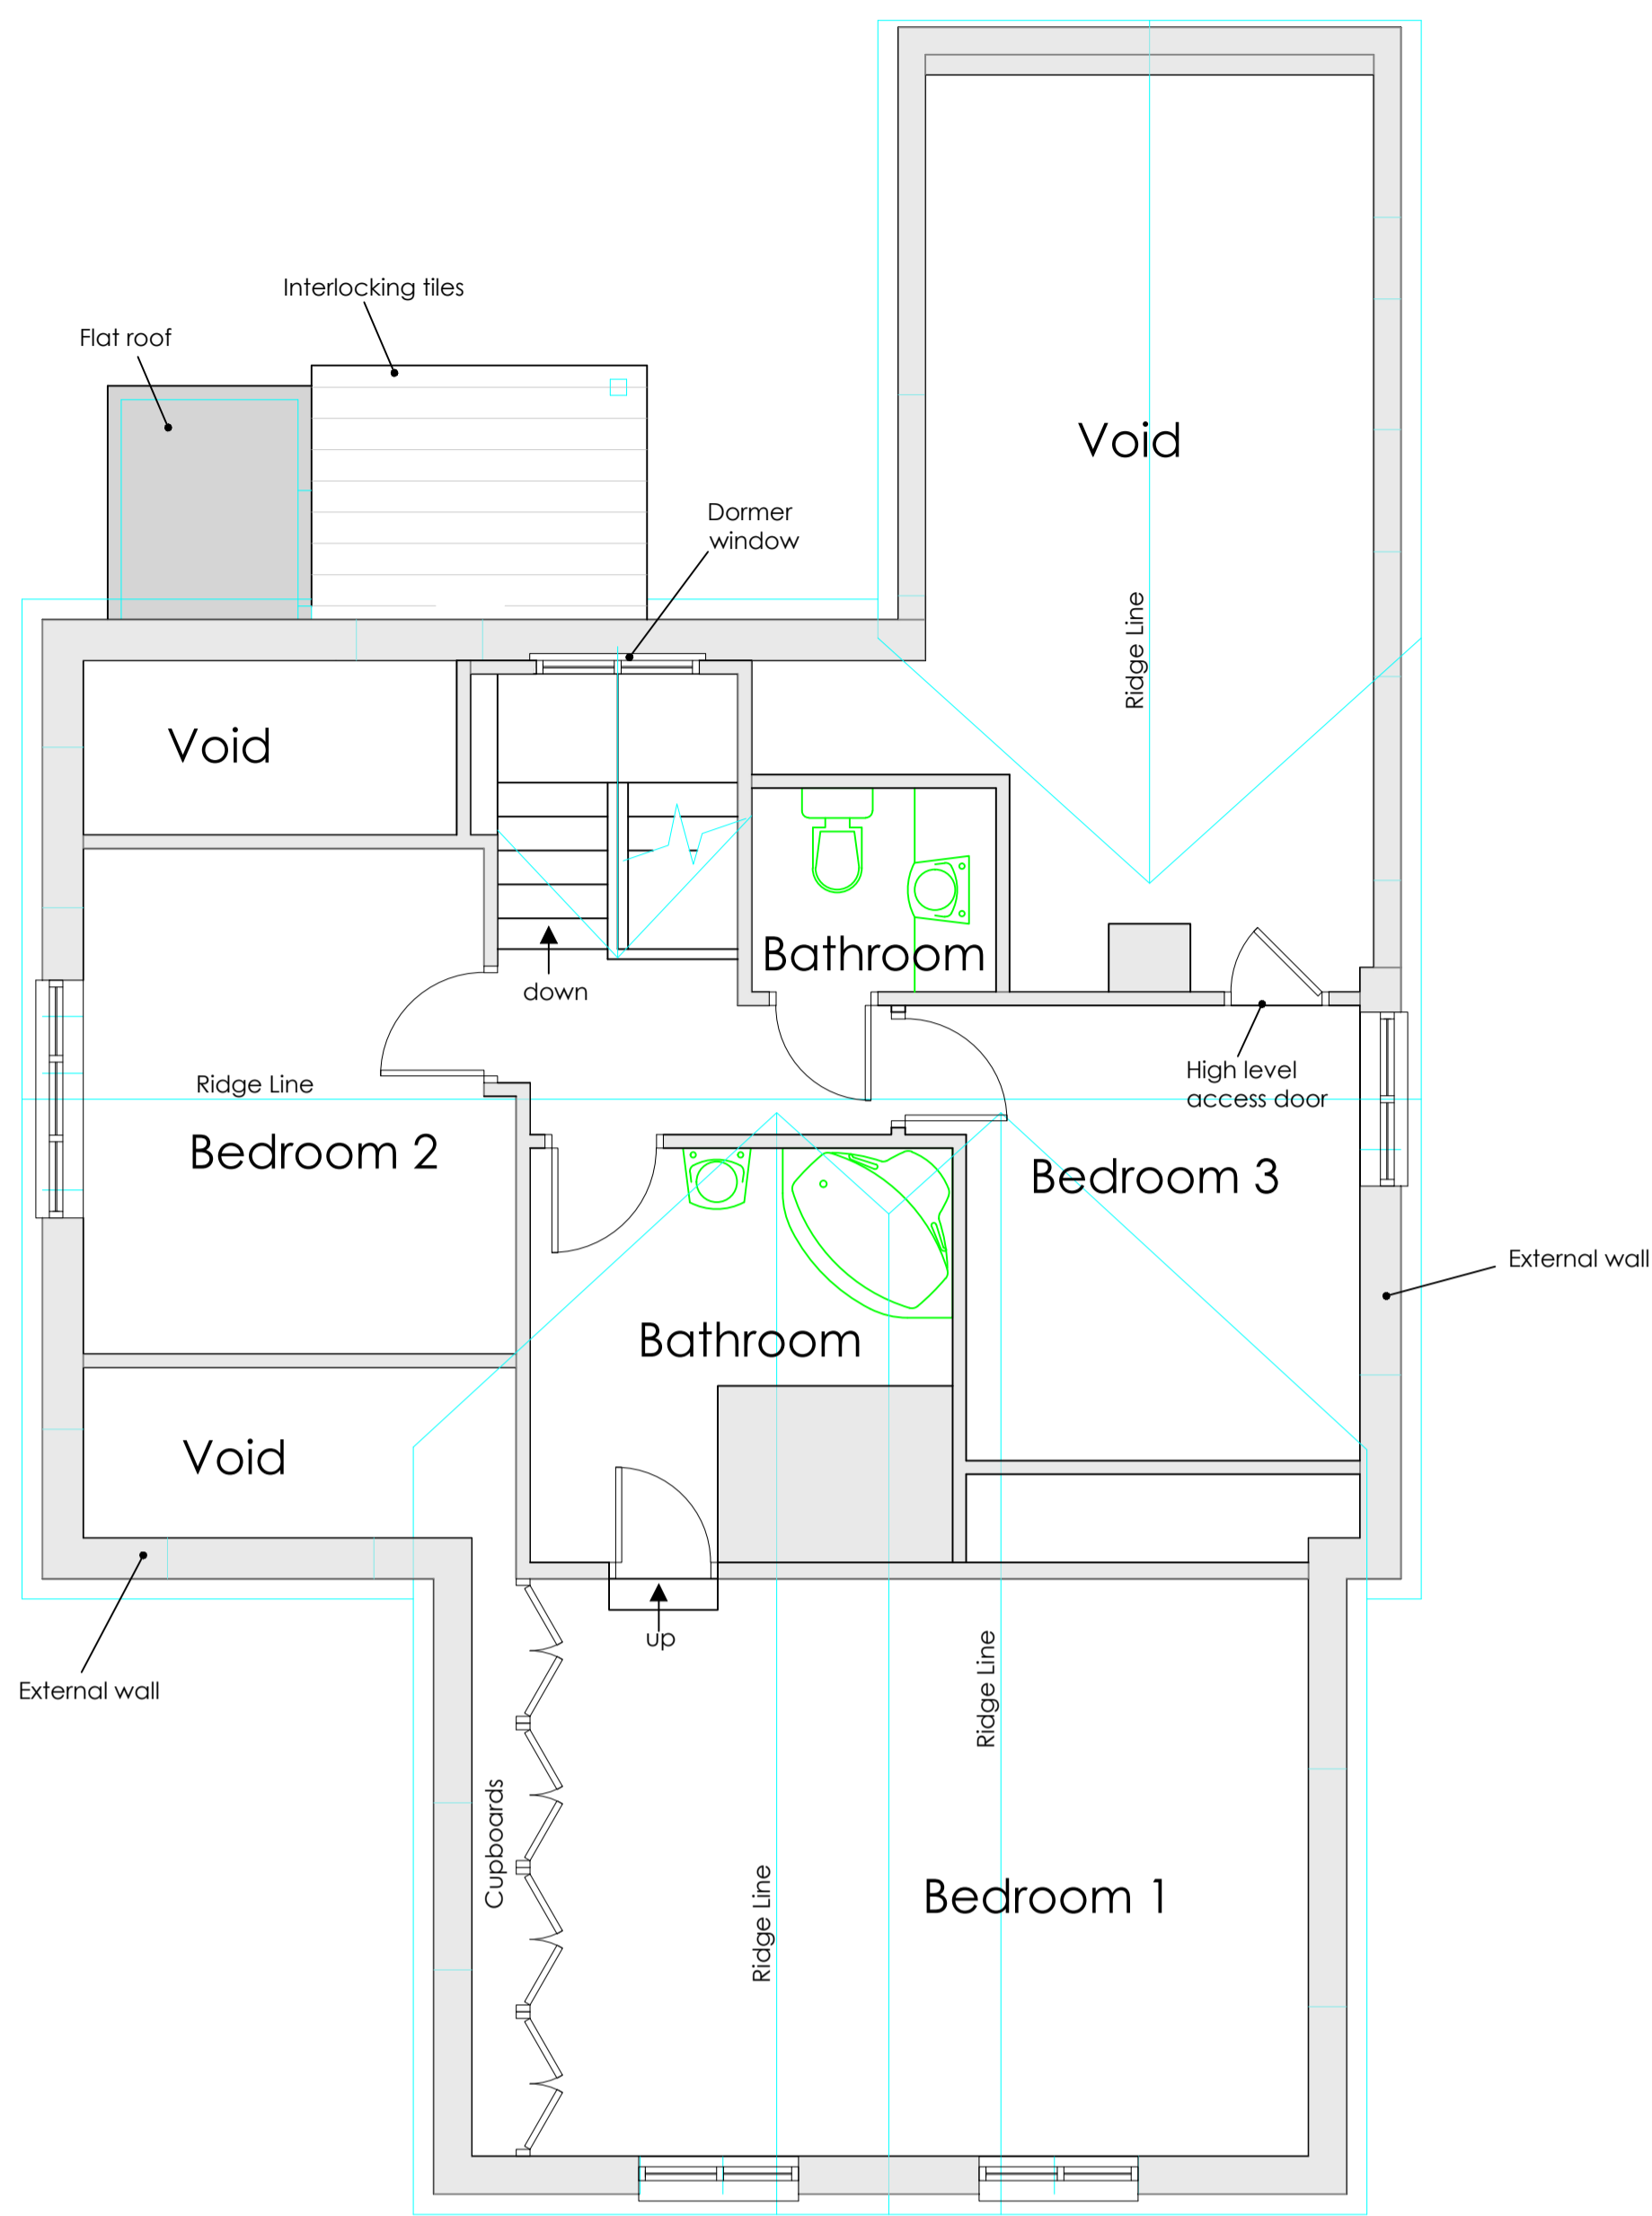 Interlocking tiles
Flat roof
Void
Dormer
window
Ridge Line
Void
Bathroom
down
High level
access door
Ridge Line
Bedroom 2
Bedroom 3
External wall
Bathroom
Void
up
External wall
Ridge Line
Cupboards
Ridge Line
Bedroom 1